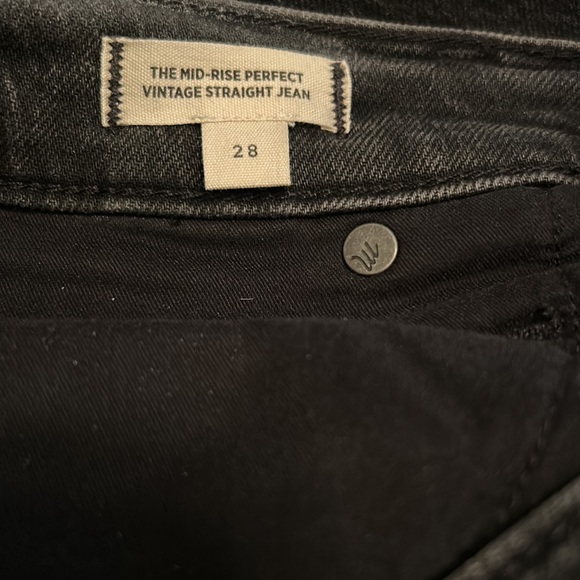 THE MID-RISE PERFECT
VINTAGE STRAIGHT JEAN
28
m